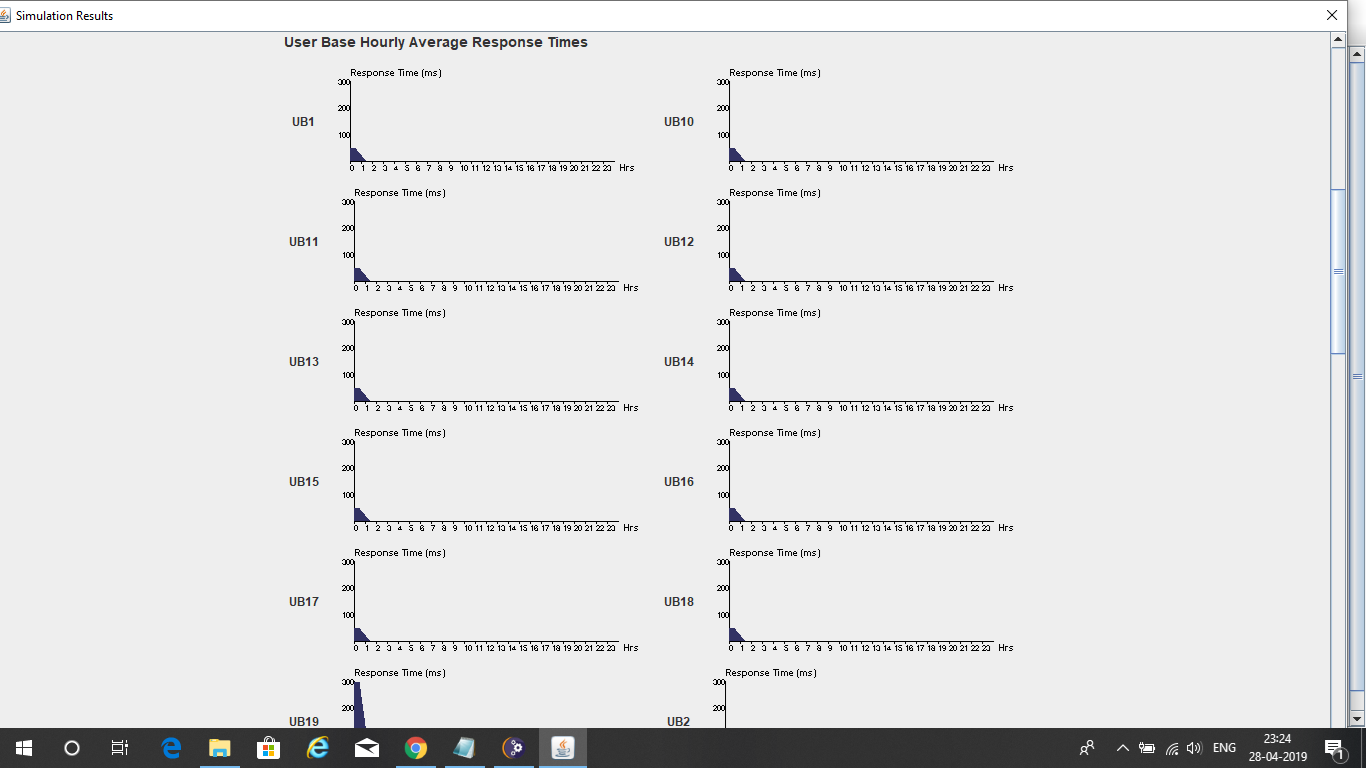 Simulation Results
User Base Hourly Average Response Times
UB1
Response Time (ms)
300
200
100
0 1 2 3 4 5 6 7 8 9 10 11 12 13 14 15 16 17 18 19 20 21 22 23 Hrs
UB10
Response Time (ms)
300
200
100
0 1 2 3 4 5 6 7 8 9 10 11 12 13 14 15 16 17 18 19 20 21 22 23 Hrs
UB11
Response Time (ms)
300
200
100
0 1 2 3 4 5 6 7 8 9 10 11 12 13 14 15 16 17 18 19 20 21 22 23 Hrs
UB12
Response Time (ms)
300
200
100
0 1 2 3 4 5 6 7 8 9 10 11 12 13 14 15 16 17 18 19 20 21 22 23 Hrs
UB13
Response Time (ms)
300
200
100
0 1 2 3 4 5 6 7 8 9 10 11 12 13 14 15 16 17 18 19 20 21 22 23 Hrs
UB14
Response Time (ms)
300
200
100
0 1 2 3 4 5 6 7 8 9 10 11 12 13 14 15 16 17 18 19 20 21 22 23 Hrs
UB15
Response Time (ms)
300
200
100
0 1 2 3 4 5 6 7 8 9 10 11 12 13 14 15 16 17 18 19 20 21 22 23 Hrs
UB16
Response Time (ms)
300
200
100
0 1 2 3 4 5 6 7 8 9 10 11 12 13 14 15 16 17 18 19 20 21 22 23 Hrs
UB17
Response Time (ms)
300
200
100
0 1 2 3 4 5 6 7 8 9 10 11 12 13 14 15 16 17 18 19 20 21 22 23 Hrs
UB18
Response Time (ms)
300
200
100
0 1 2 3 4 5 6 7 8 9 10 11 12 13 14 15 16 17 18 19 20 21 22 23 Hrs
UB19
Response Time (ms)
300
200
UB2
Response Time (ms)
300
200
ENG
23:24
28-04-2019
1